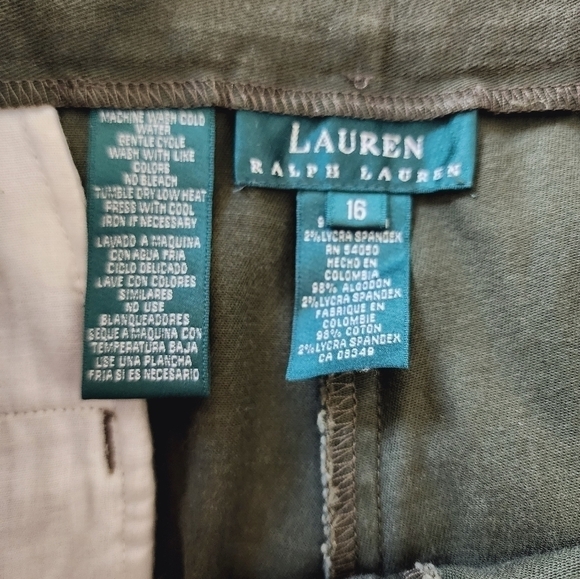 MACHINE WASH COLD
WATER
GENTLE CYCLE
WASH WITH LIKE
COLORS
NO BLEACH
TUMBLE DRY LOW HEAT
PRESS WITH COOL
IRON IF NECESSARY
LAVADO A MAQUINA
CON AGUA FRIA
CICLO DELICADO
LAVE CON COLORES
SIMILARES
NO USE
BLANQUEADORES
SEQUE A MAQUINA CON
TEMPERATURA BAJA
USE UNA PLANCHA
FRIA SI ES NECESARIO
LAUREN
RALPH LAUREN
16
2% LYCRA SPANDEX
RN 54050
HECHO EN
COLOMBIA
98% ALGODON
2% LYCRA SPANDEX
FABRIQUE EN
COLOMBIE
98% COTON
2% LYCRA SPANDEX
CA 08349